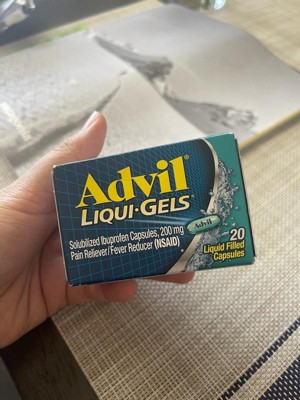 Advil®
LIQUI·GELS®
Solubilized Ibuprofen Capsules, 200 mg
Pain Reliever/Fever Reducer (NSAID)
Advil
20
Liquid Filled
Capsules